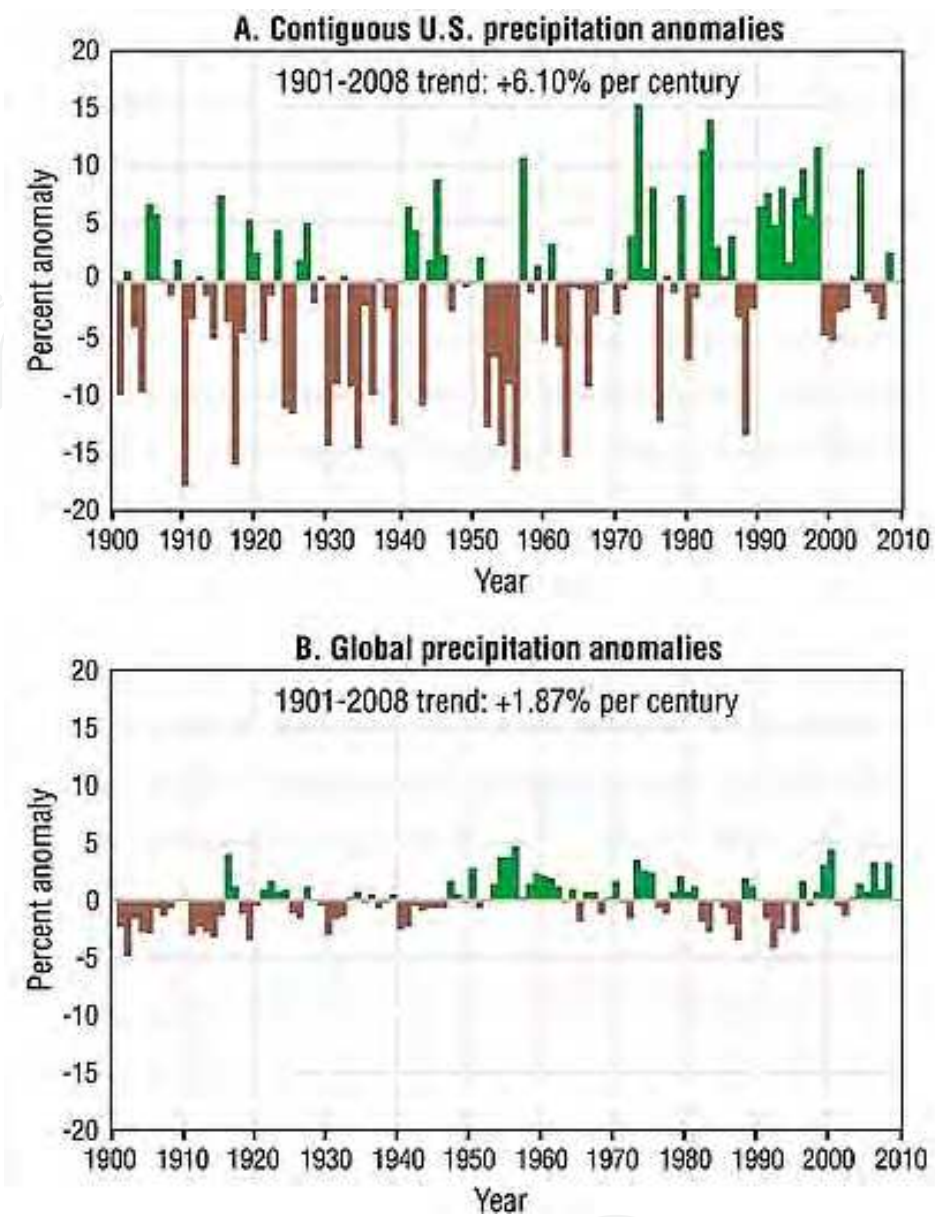 A. Contiguous U.S. precipitation anomalies
1901-2008 trend: +6.10% per century
Percent anomaly
20
15
10
5
0
-5
-10
-15
-20
1900 1910 1920 1930 1940 1950 1960 1970 1980 1990 2000 2010
Year
B. Global precipitation anomalies
1901-2008 trend: +1.87% per century
Percent anomaly
20
15
10
5
0
-5
-10
-15
-20
1900 1910 1920 1930 1940 1950 1960 1970 1980 1990 2000 2010
Year